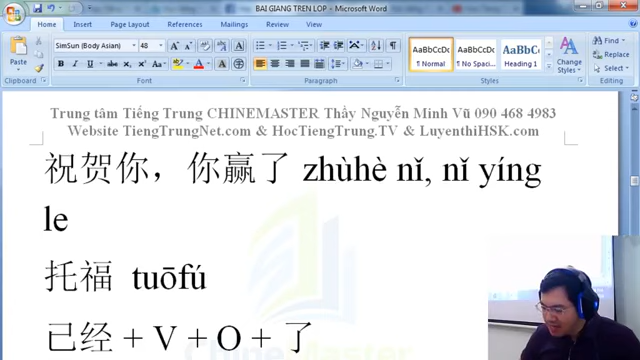 BAI GIANG TREN LOP - Microsoft Word
Home Insert Page Layout References Mailings Review View
Paste
SimSun (Body Asian) 48
AaBbCcDc AaBbCcDc AaBbCc
¶ Normal ¶ No Spaci... Heading 1
Change Styles
Find
Replace
Select
Clipboard Font Paragraph Styles Editing
Trung tâm Tiếng Trung CHINEMASTER Thầy Nguyễn Minh Vũ 090 468 4983
Website TiengTrungNet.com & HocTiengTrung.TV & LuyenthiHSK.com
祝贺你，你赢了 zhùhè nǐ, nǐ yíng
le
托福 tuōfú
已经 + V + O + 了